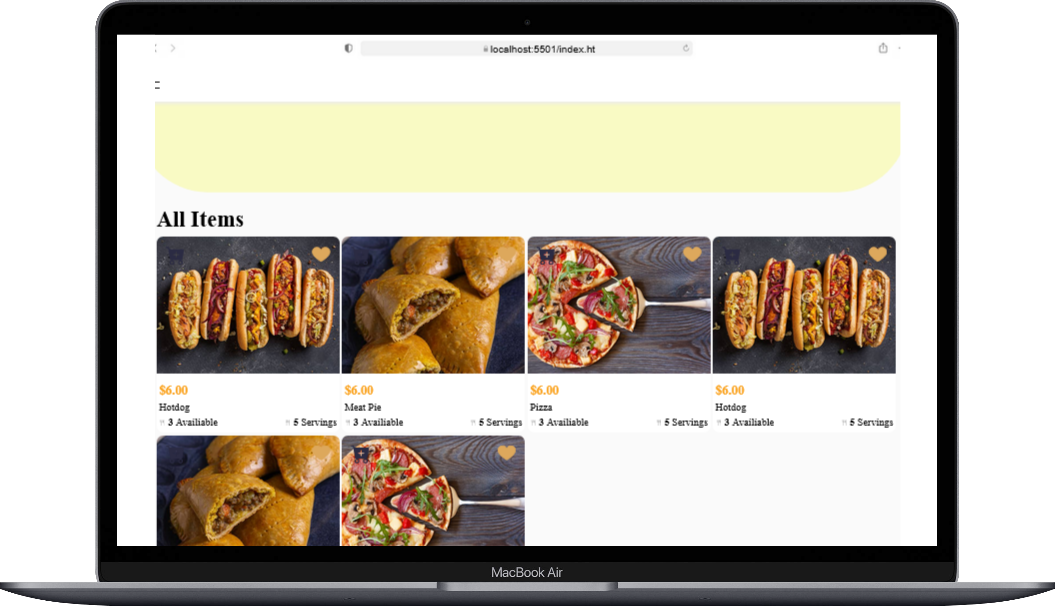 localhost:5501/index.ht
All Items
$6.00 $6.00 $6.00 $6.00
Hotdog Meat Pie Pizza Hotdog
3 Availiable 5 Servings 3 Availiable 5 Servings 3 Availiable 5 Servings 3 Availiable 5 Servings
MacBook Air